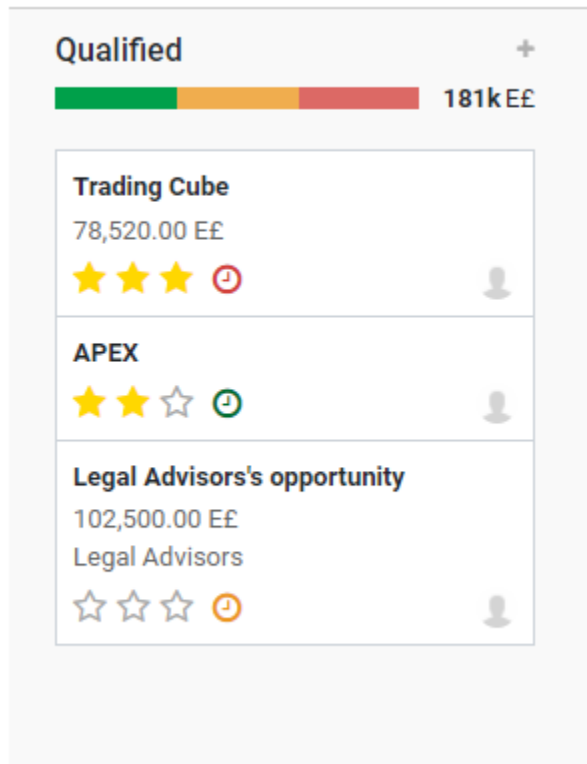 Qualified
181k E£
Trading Cube
78,520.00 E£
APEX
Legal Advisors's opportunity
102,500.00 E£
Legal Advisors